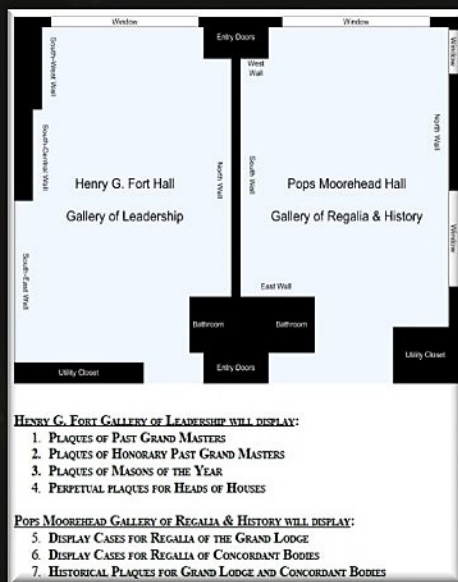 Window
Entry Doors
Window
South-West Wall
West
Wall
Window
South-Central Wall
North Wall
South Wall
North Wall
Henry G. Fort Hall
Gallery of Leadership
Pops Moorehead Hall
Gallery of Regalia & History
Window
South-East Wall
East Wall
Bathroom
Bathroom
Utility Closet
Entry Doors
Utility Closet
HENRY G. FORT GALLERY OF LEADERSHIP WILL DISPLAY:
1. PLAQUES OF PAST GRAND MASTERS
2. PLAQUES OF HONORARY PAST GRAND MASTERS
3. PLAQUES OF MASONS OF THE YEAR
4. PERPETUAL PLAQUES FOR HEADS OF HOUSES
POPS MOOREHEAD GALLERY OF REGALIA & HISTORY WILL DISPLAY:
5. DISPLAY CASES FOR REGALIA OF THE GRAND LODGE
6. DISPLAY CASES FOR REGALIA OF CONCORDANT BODIES
7. HISTORICAL PLAQUES FOR GRAND LODGE AND CONCORDANT BODIES